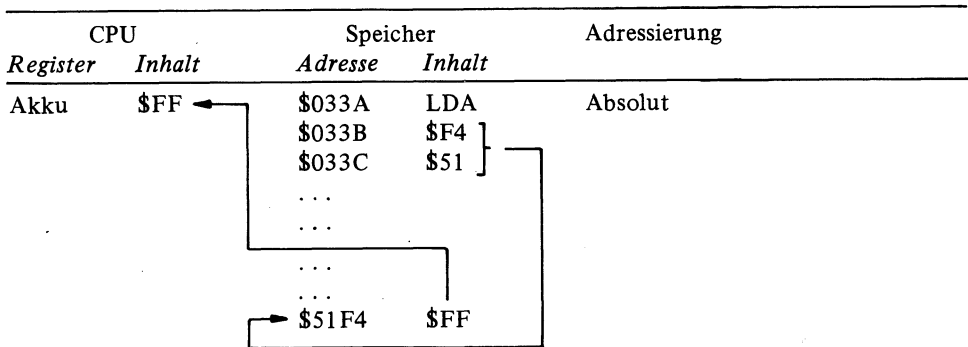 CPU Speicher Adressierung
Register Inhalt Adresse Inhalt
Akku $FF $033A LDA Absolut
$033B $F4
$033C $51
. . .
. . .
. . .
. . .
$51F4 $FF